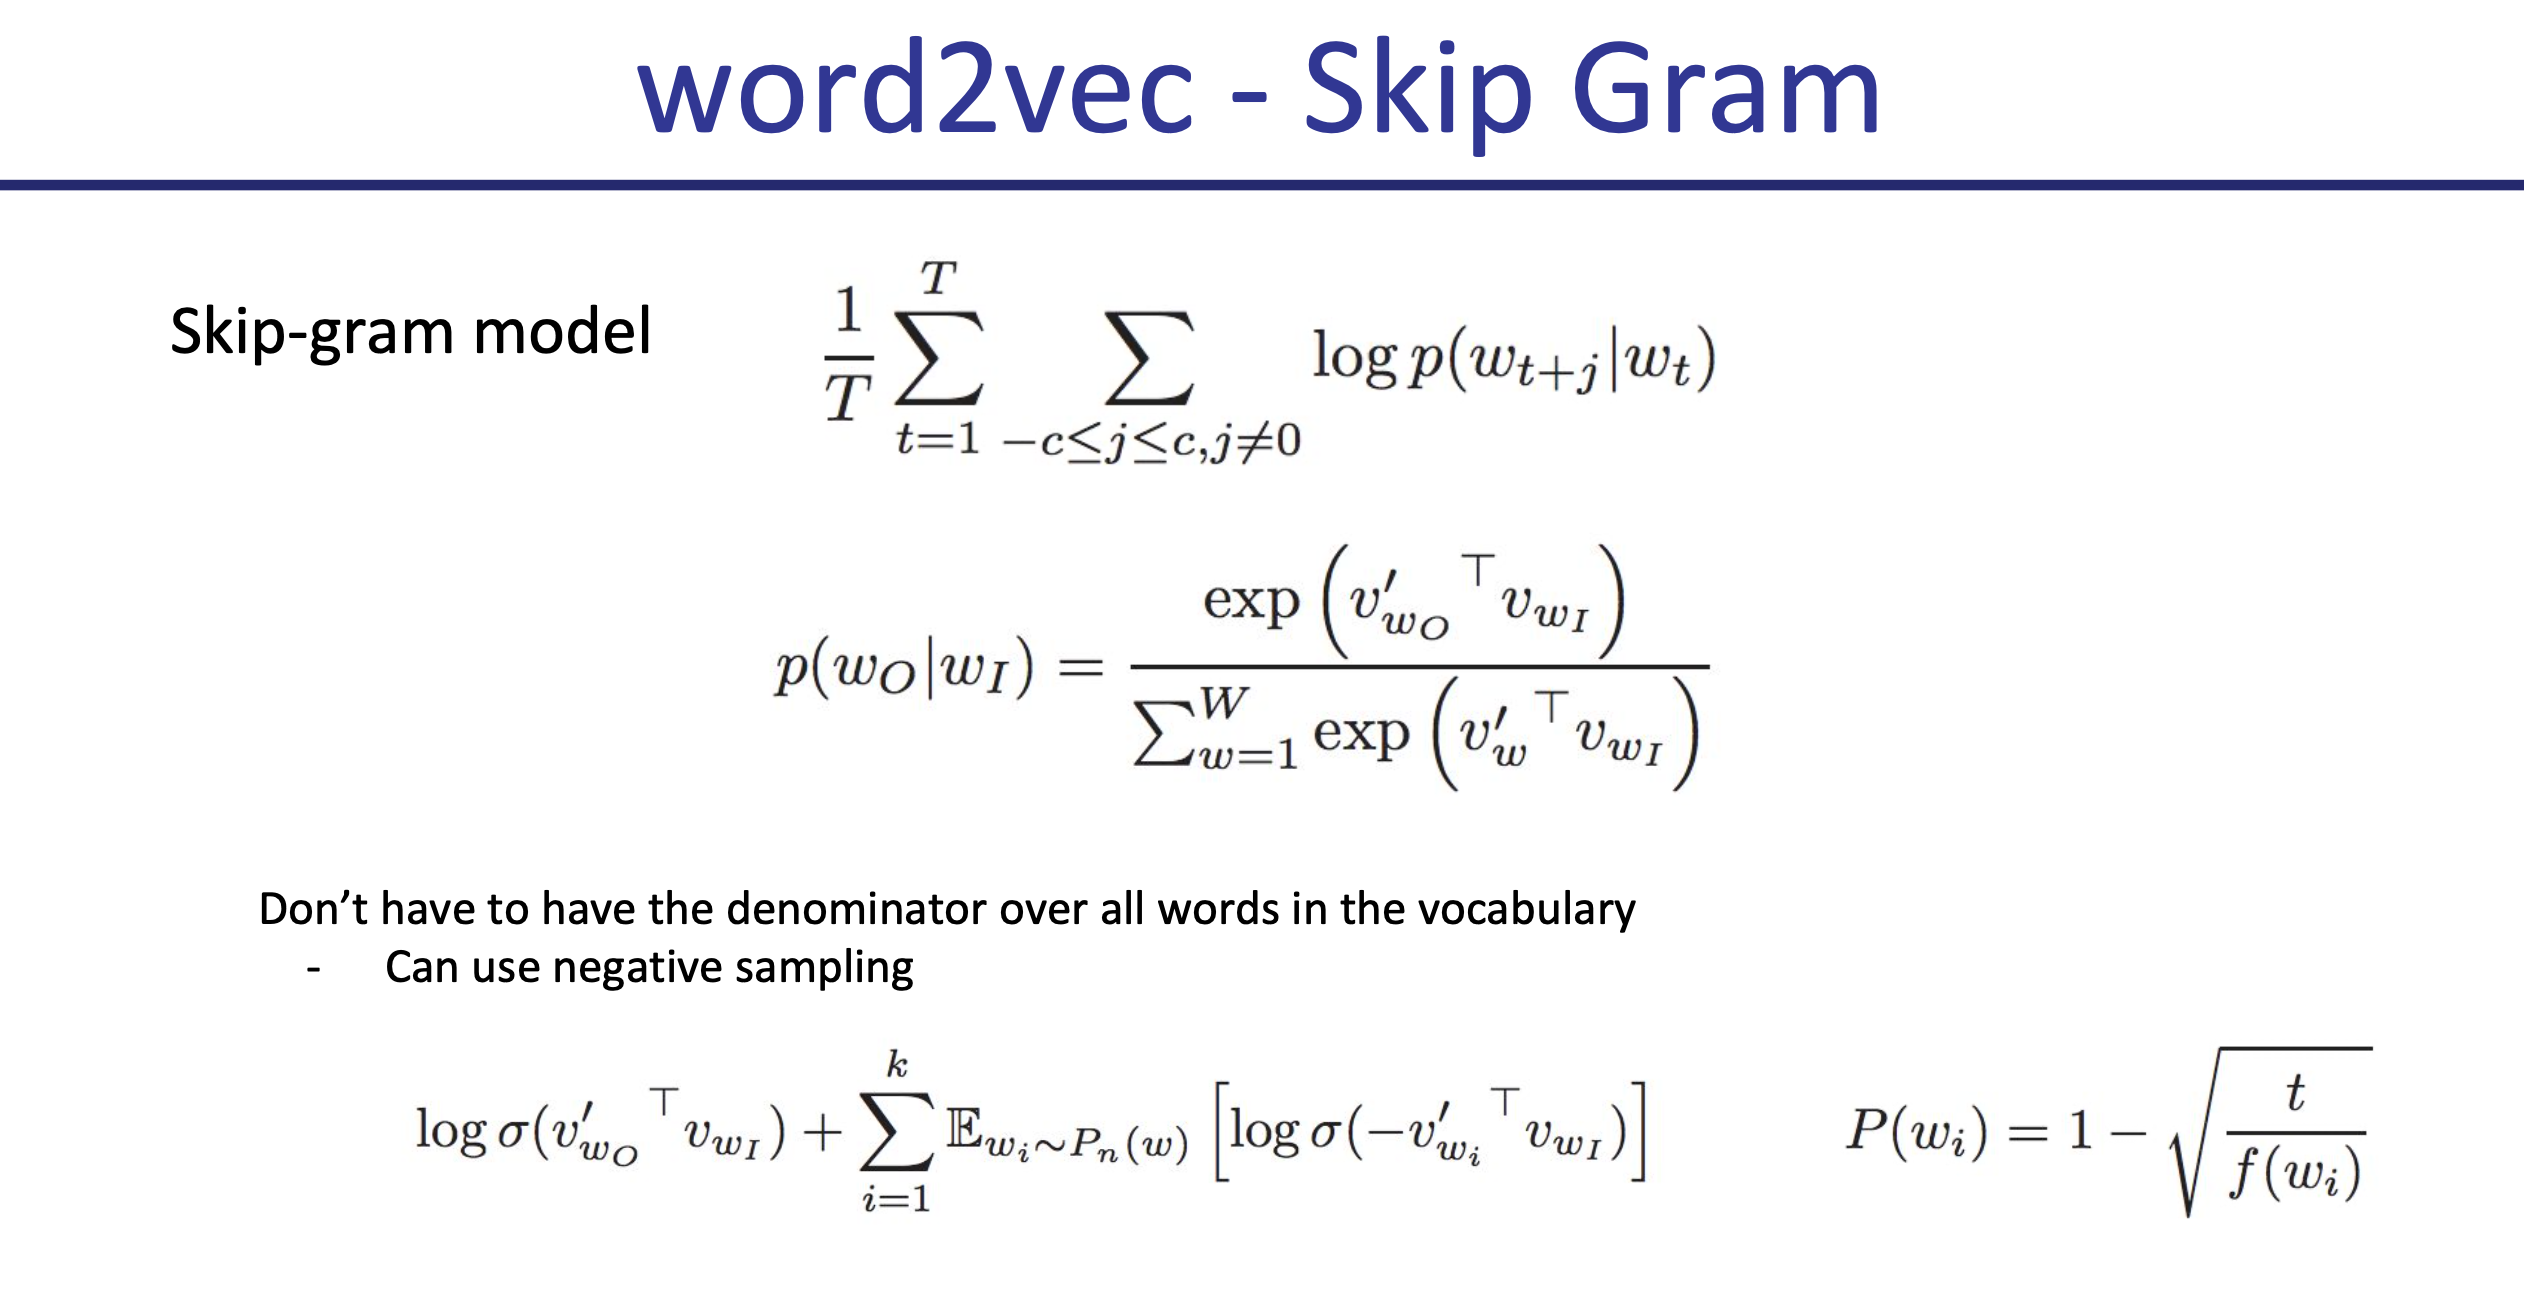 word2vec - Skip Gram
Skip-gram model
$\frac{1}{T} \sum_{t=1}^{T} \sum_{-c \leq j \leq c, j \neq 0} \log p(w_{t+j} | w_t)$
$p(w_O | w_I) = \frac{\exp\left({v'_{w_O}}^\top v_{w_I}\right)}{\sum_{w=1}^{W} \exp\left({v'_w}^\top v_{w_I}\right)}$
Don’t have to have the denominator over all words in the vocabulary
- Can use negative sampling
$\log \sigma({v'_{w_O}}^\top v_{w_I}) + \sum_{i=1}^{k} \mathbb{E}_{w_i \sim P_n(w)} \left[\log \sigma(-{v'_{w_i}}^\top v_{w_I})\right]$
$P(w_i) = 1 - \sqrt{\frac{t}{f(w_i)}}$